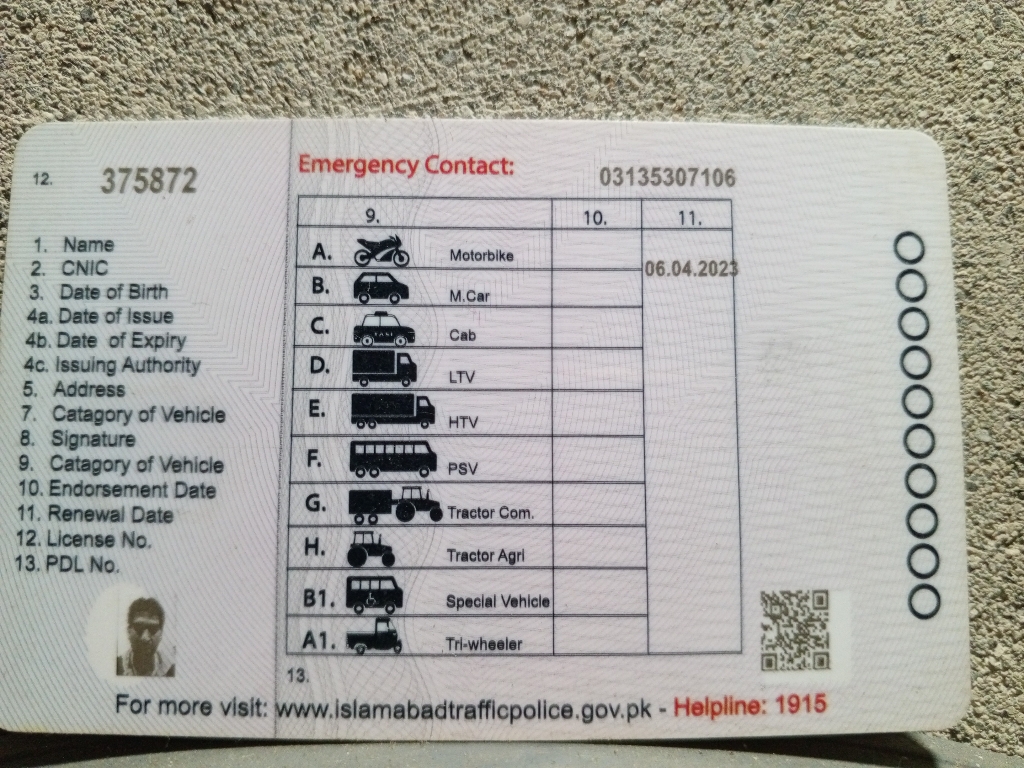 12. 375872
Emergency Contact: 03135307106
1. Name
2. CNIC
3. Date of Birth
4a. Date of Issue
4b. Date of Expiry
4c. Issuing Authority
5. Address
7. Catagory of Vehicle
8. Signature
9. Catagory of Vehicle
10. Endorsement Date
11. Renewal Date
12. License No.
13. PDL No.
9. 10. 11.
A. Motorbike
06.04.2023
B. M.Car
C. TAXI Cab
D. LTV
E. HTV
F. PSV
G. Tractor Com.
H. Tractor Agri
B1. Special Vehicle
A1. Tri-wheeler
13.
For more visit: www.islamabadtrafficpolice.gov.pk - Helpline: 1915